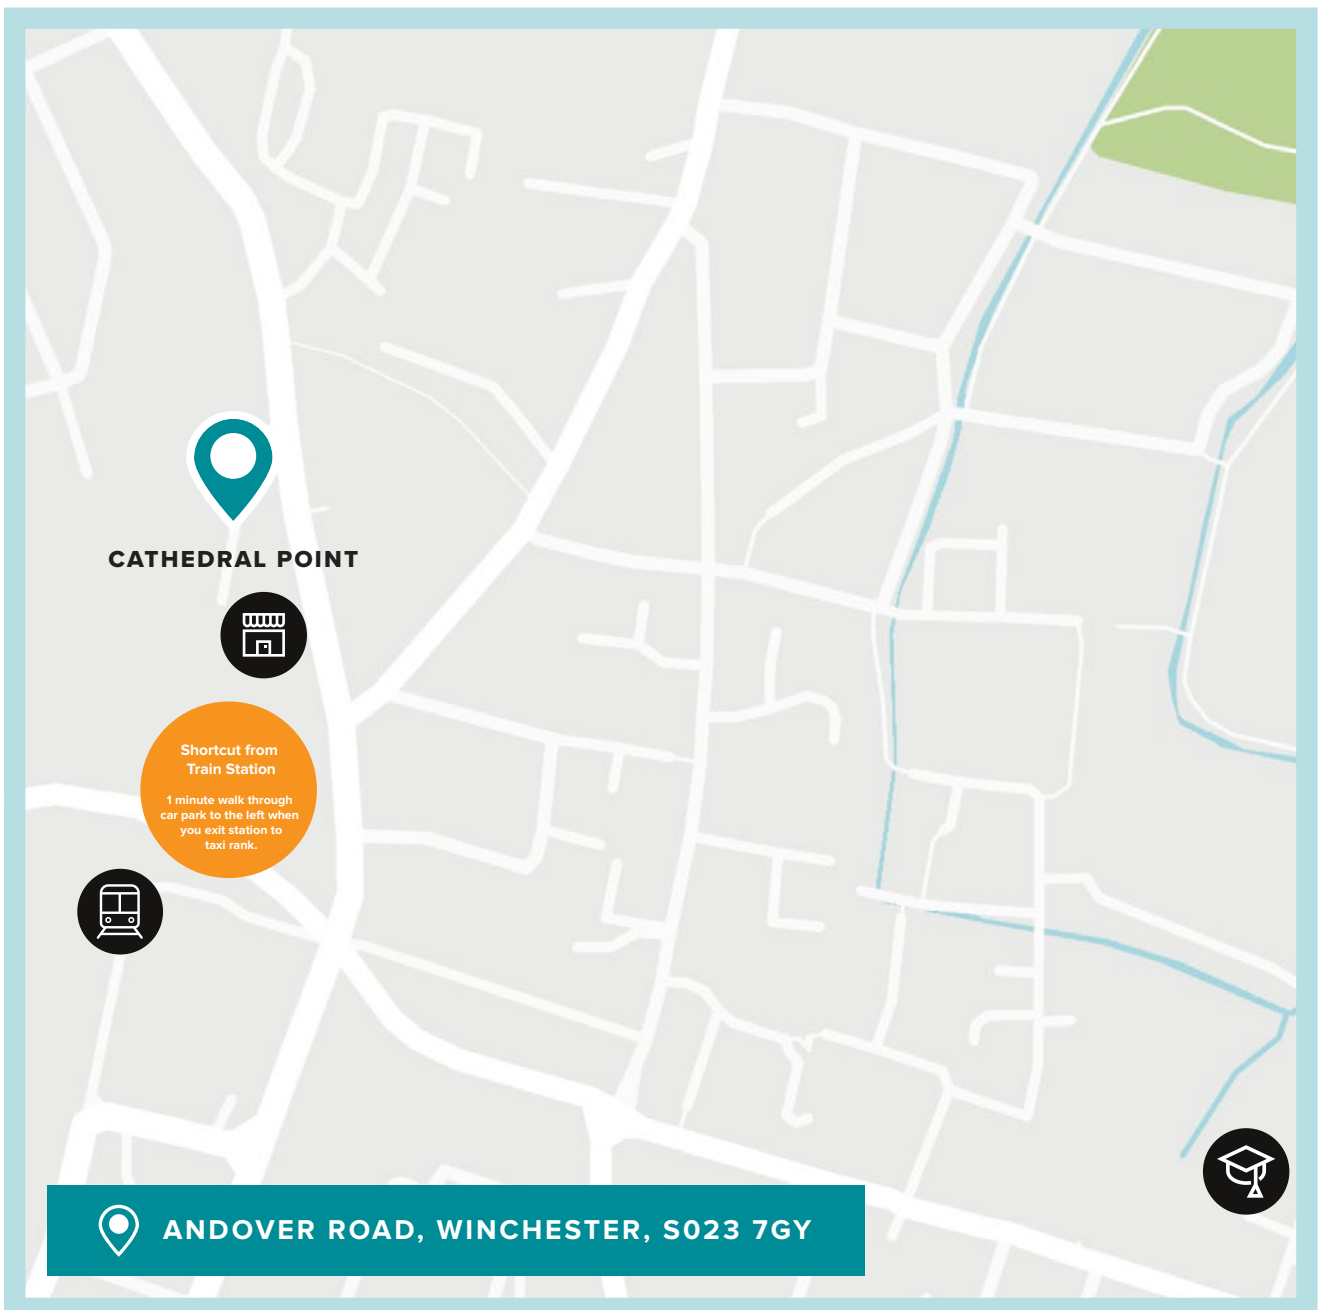 CATHEDRAL POINT
Shortcut from
Train Station
1 minute walk through
car park to the left when
you exit station to
taxi rank.
ANDOVER ROAD, WINCHESTER, S023 7GY